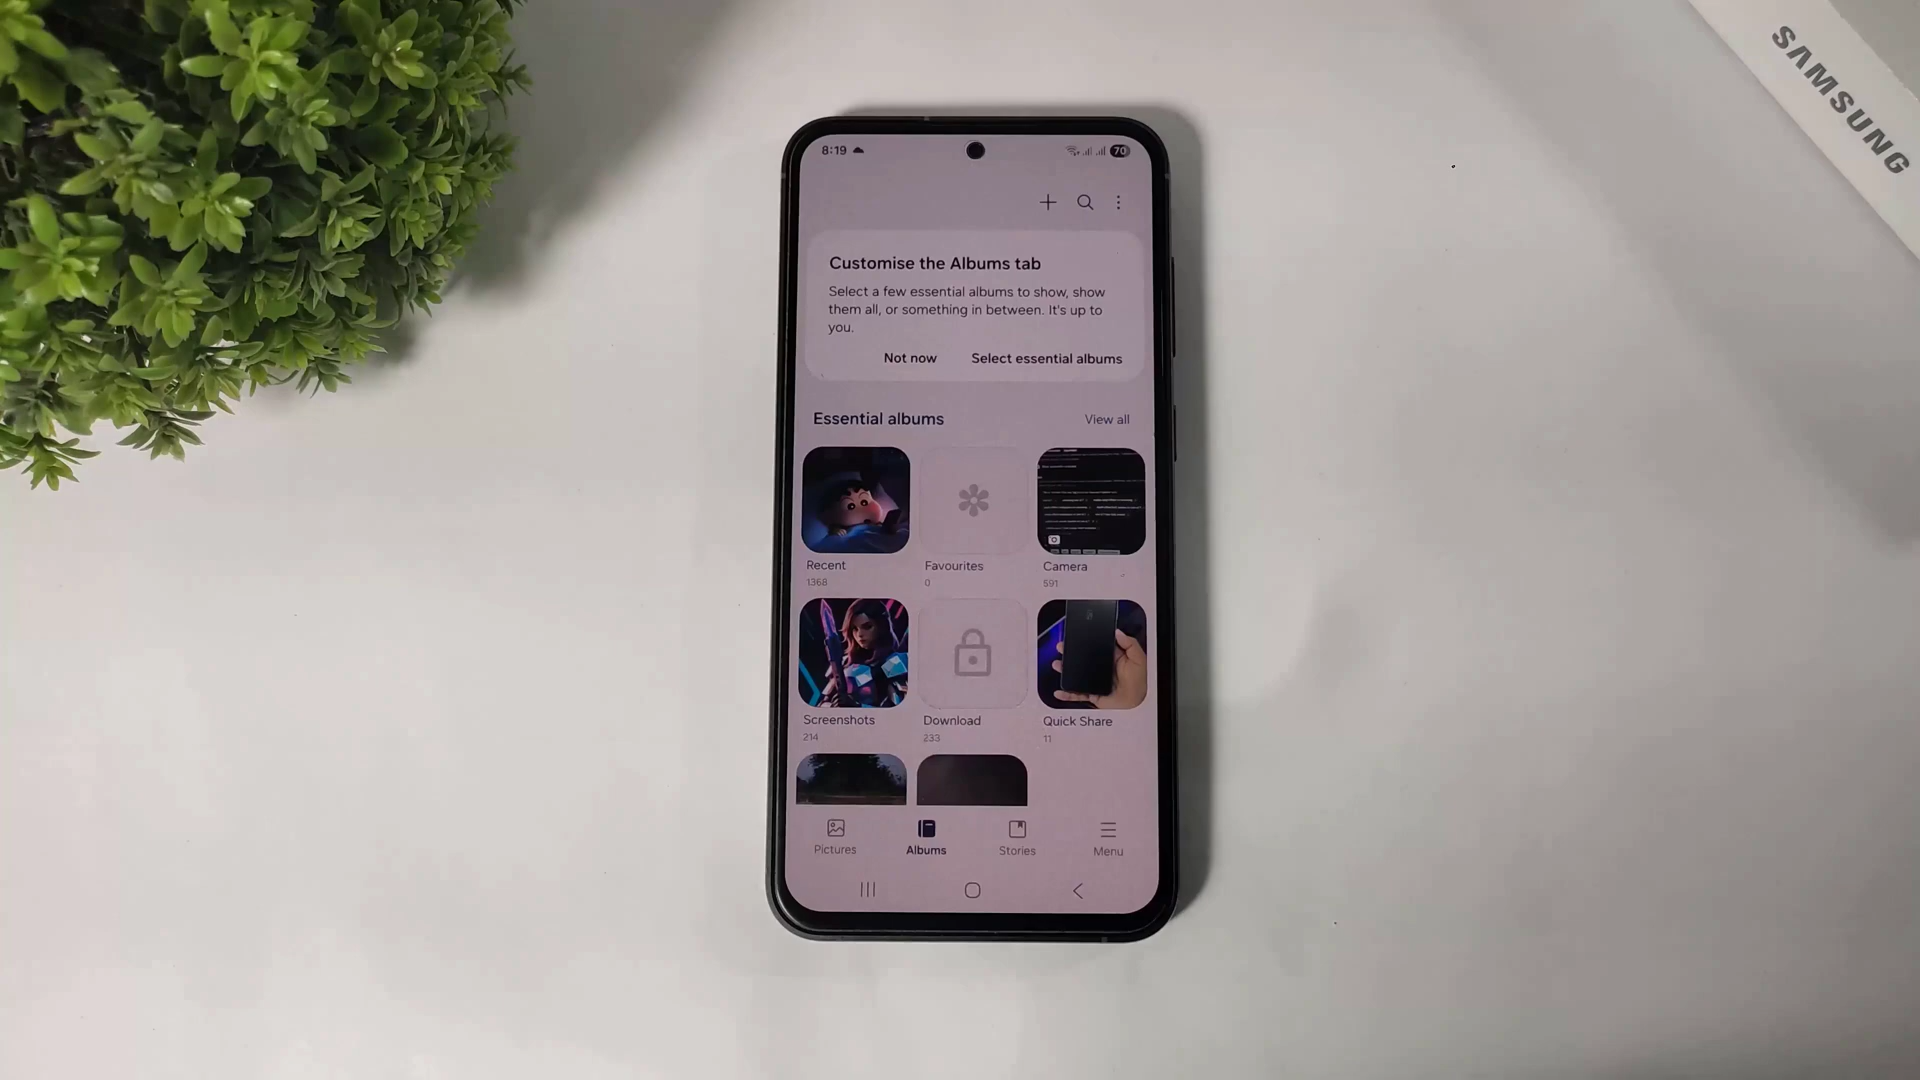 SAMSUNG
8:19
70
Customise the Albums tab
Select a few essential albums to show, show
them all, or something in between. It's up to
you.
Not now
Select essential albums
Essential albums
View all
Recent
Favourites
Camera
1368
0
591
Screenshots
Download
Quick Share
214
233
11
Pictures
Albums
Stories
Menu